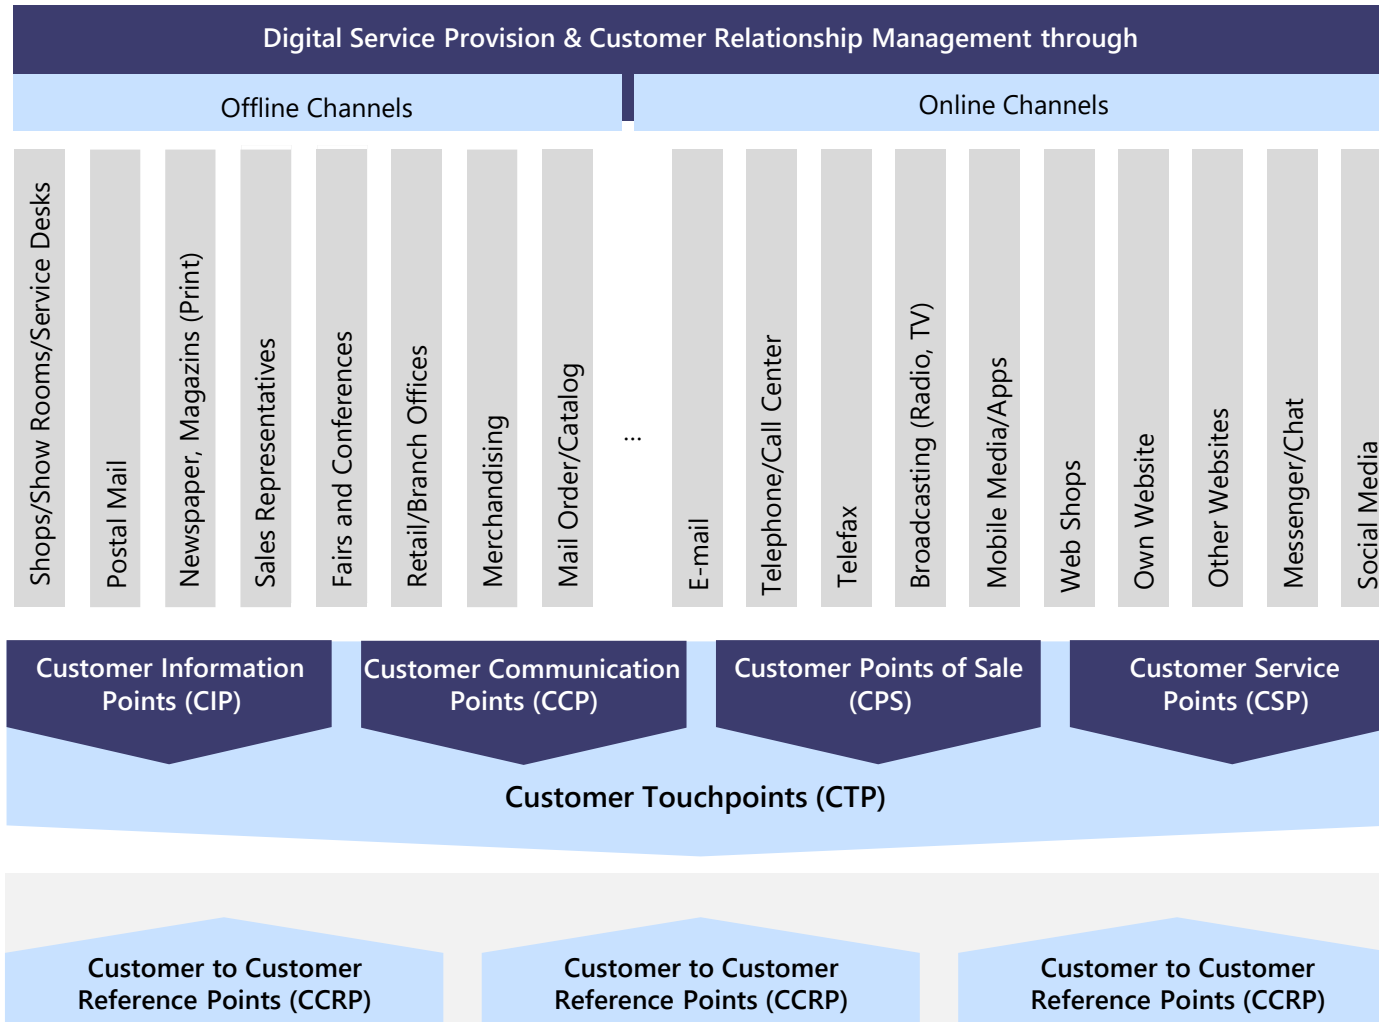 Digital Service Provision & Customer Relationship Management through
Offline Channels
Online Channels
Shops/Show Rooms/Service Desks
Postal Mail
Newspaper, Magazins (Print)
Sales Representatives
Fairs and Conferences
Retail/Branch Offices
Merchandising
Mail Order/Catalog
...
E-mail
Telephone/Call Center
Telefax
Broadcasting (Radio, TV)
Mobile Media/Apps
Web Shops
Own Website
Other Websites
Messenger/Chat
Social Media
Customer Information
Points (CIP)
Customer Communication
Points (CCP)
Customer Points of Sale
(CPS)
Customer Service
Points (CSP)
Customer Touchpoints (CTP)
Customer to Customer
Reference Points (CCRP)
Customer to Customer
Reference Points (CCRP)
Customer to Customer
Reference Points (CCRP)